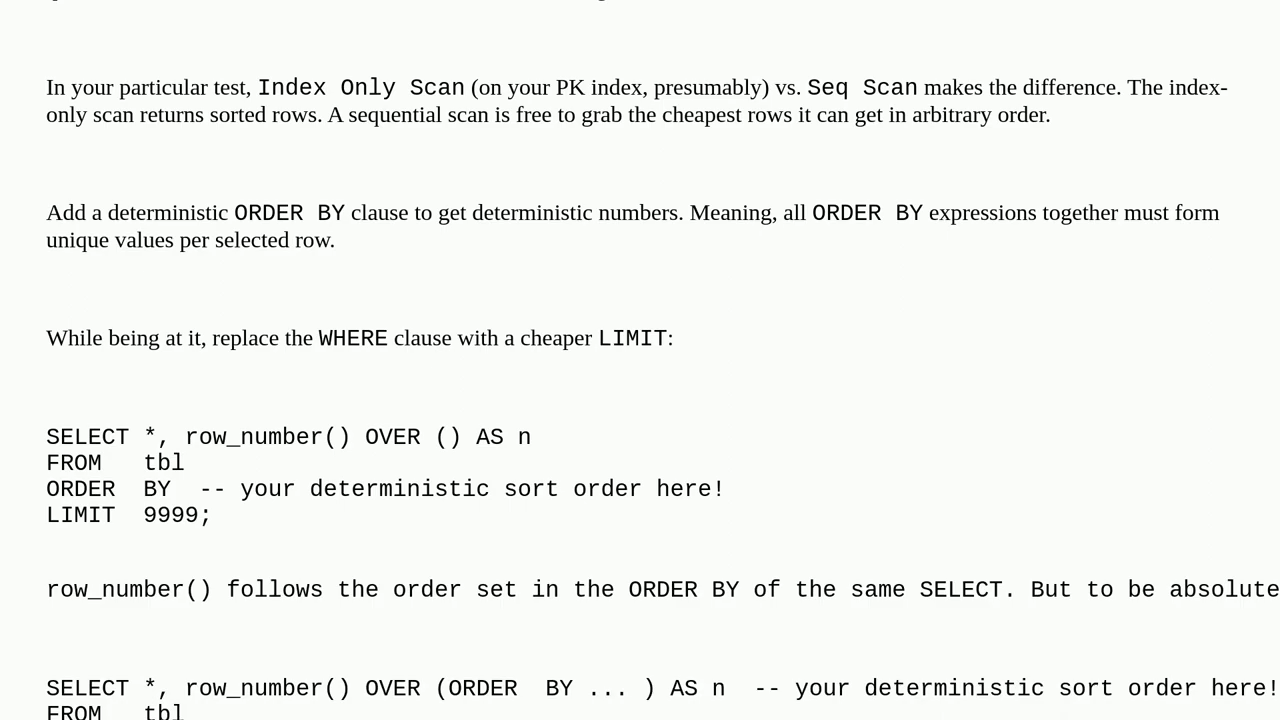 In your particular test, Index Only Scan (on your PK index, presumably) vs. Seq Scan makes the difference. The index-
only scan returns sorted rows. A sequential scan is free to grab the cheapest rows it can get in arbitrary order.
Add a deterministic ORDER BY clause to get deterministic numbers. Meaning, all ORDER BY expressions together must form
unique values per selected row.
While being at it, replace the WHERE clause with a cheaper LIMIT:
SELECT *, row_number() OVER () AS n
FROM   tbl
ORDER  BY  -- your deterministic sort order here!
LIMIT  9999;
row_number() follows the order set in the ORDER BY of the same SELECT. But to be absolute
SELECT *, row_number() OVER (ORDER  BY ... ) AS n  -- your deterministic sort order here!
FROM   tbl